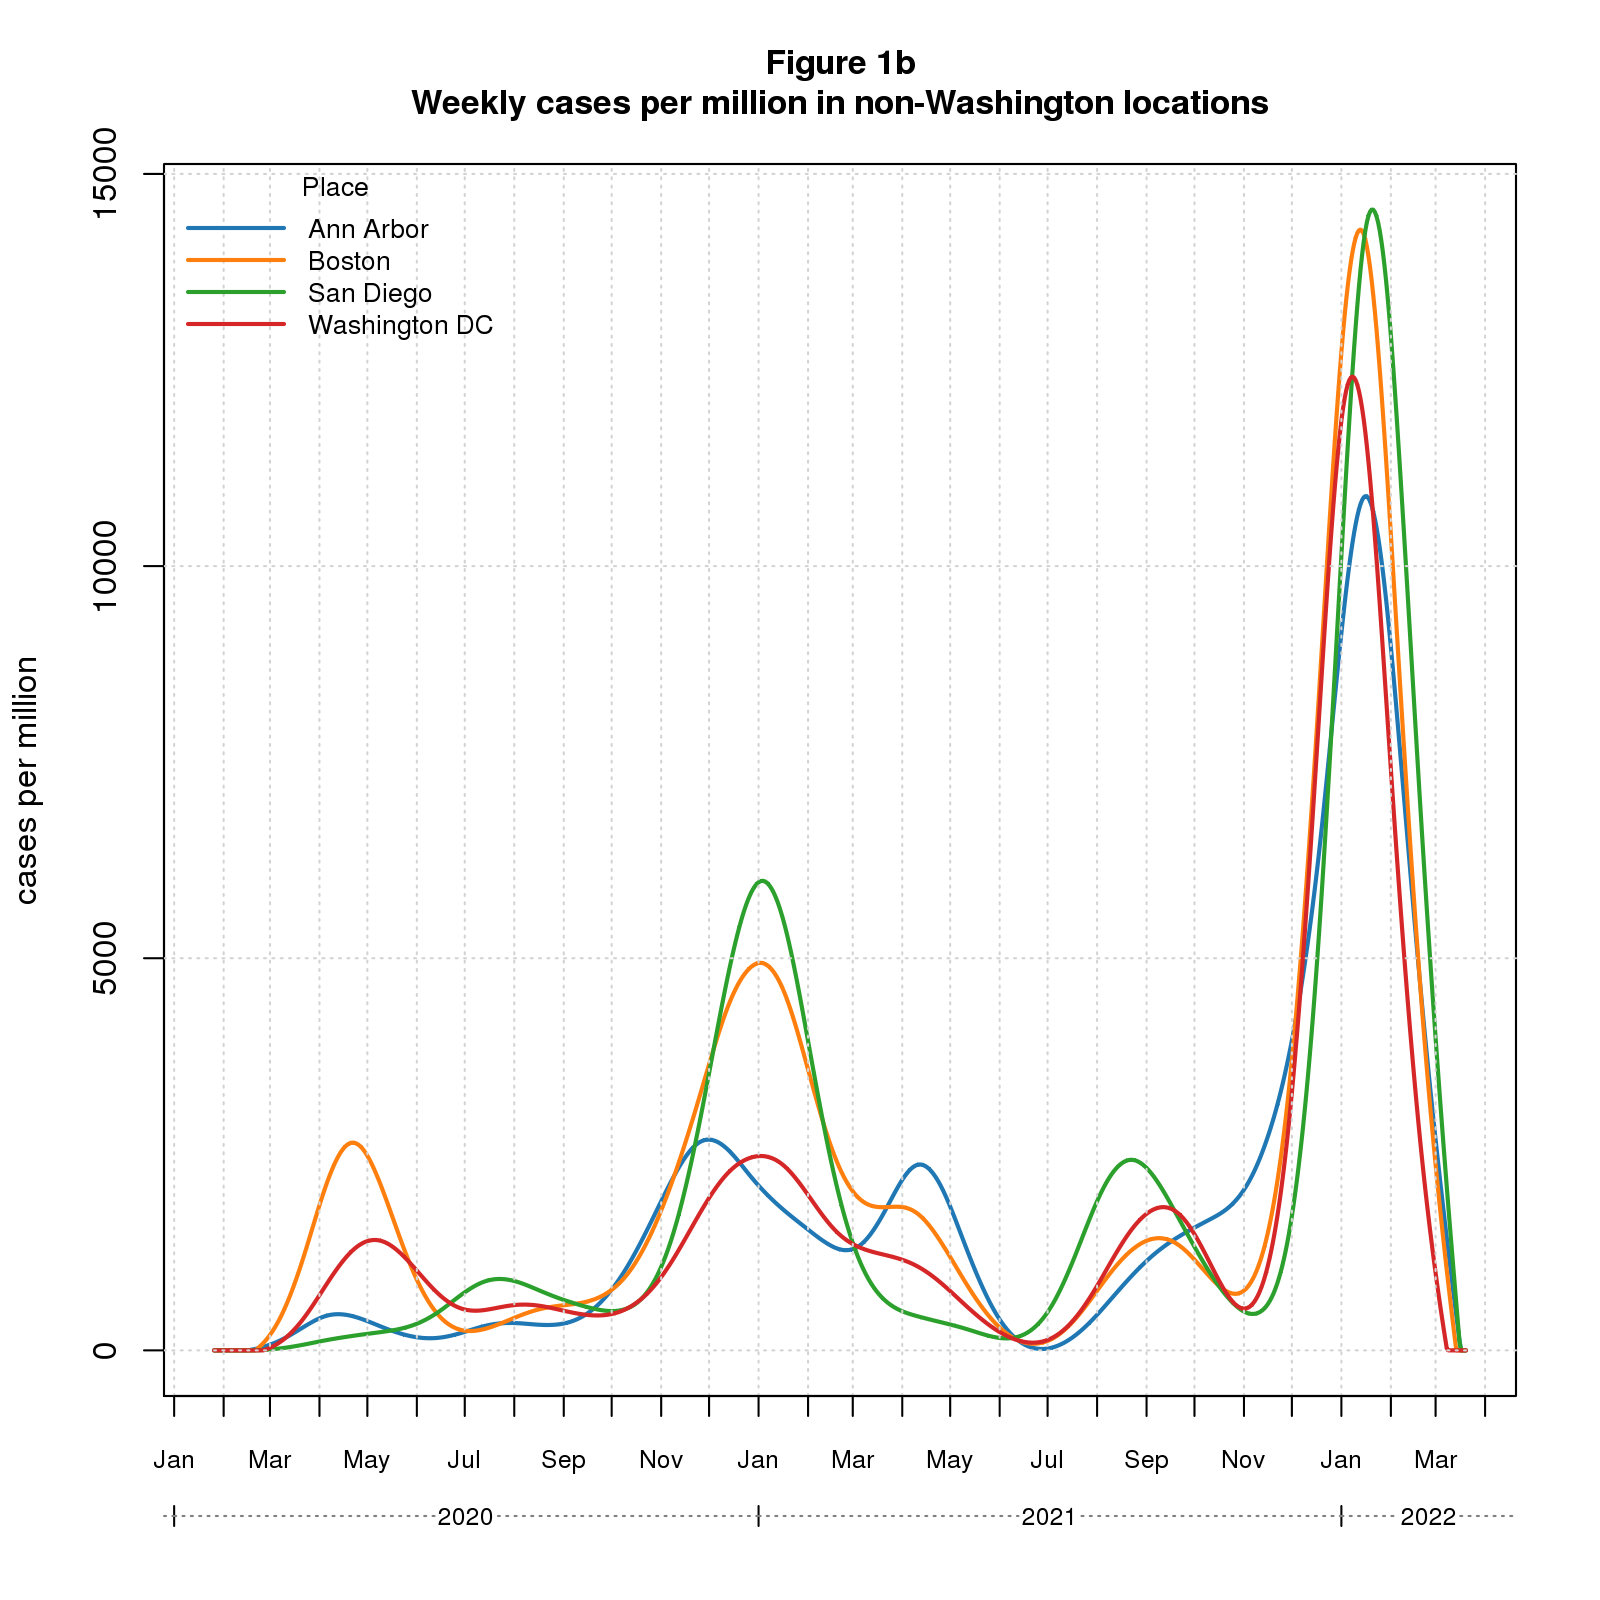 Figure 1b
Weekly cases per million in non-Washington locations
15000
10000
5000
0
cases per million
Place
Ann Arbor
Boston
San Diego
Washington DC
Jan Mar May Jul Sep Nov Jan Mar May Jul Sep Nov Jan Mar
2020 2021 2022